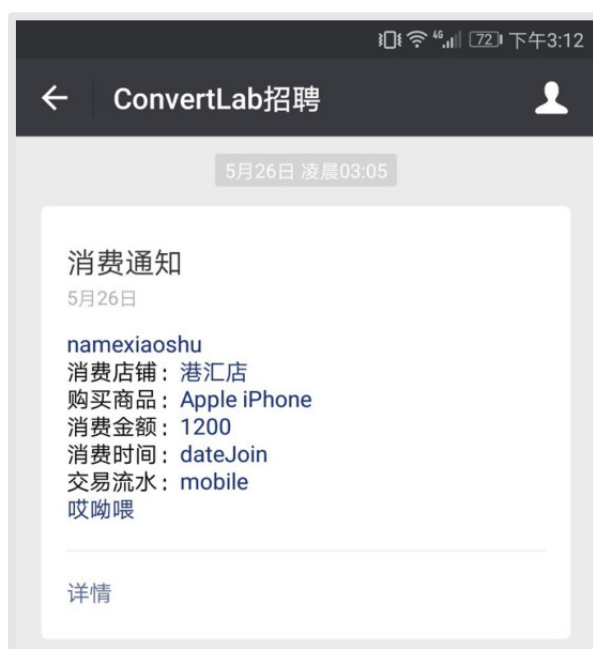 46 72 下午3:12
ConvertLab招聘
5月26日 凌晨03:05
消费通知
5月26日
namexiaoshu
消费店铺：港汇店
购买商品：Apple iPhone
消费金额：1200
消费时间：dateJoin
交易流水：mobile
哎呦喂
详情